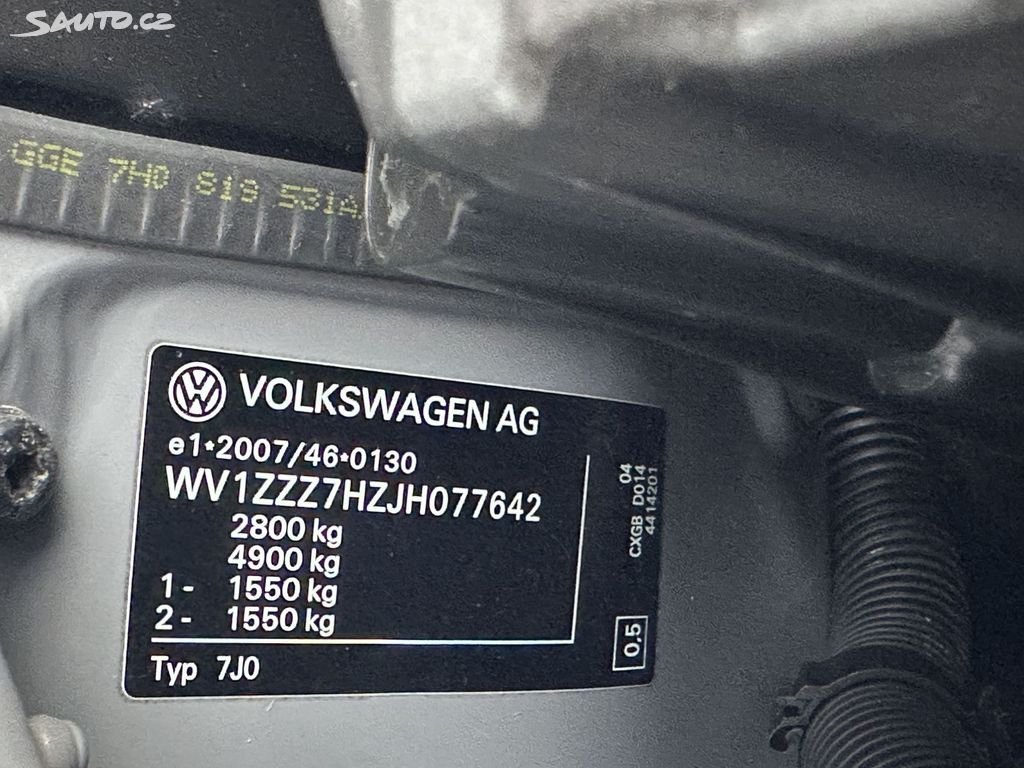 SAUTO.CZ
GGE 7H0 819 531A
VOLKSWAGEN AG
e1*2007/46*0130
WV1ZZZ7HZJH077642
2800 kg
4900 kg
1- 1550 kg
2- 1550 kg
Typ 7J0
04
CXGB D014
4414201
0.5